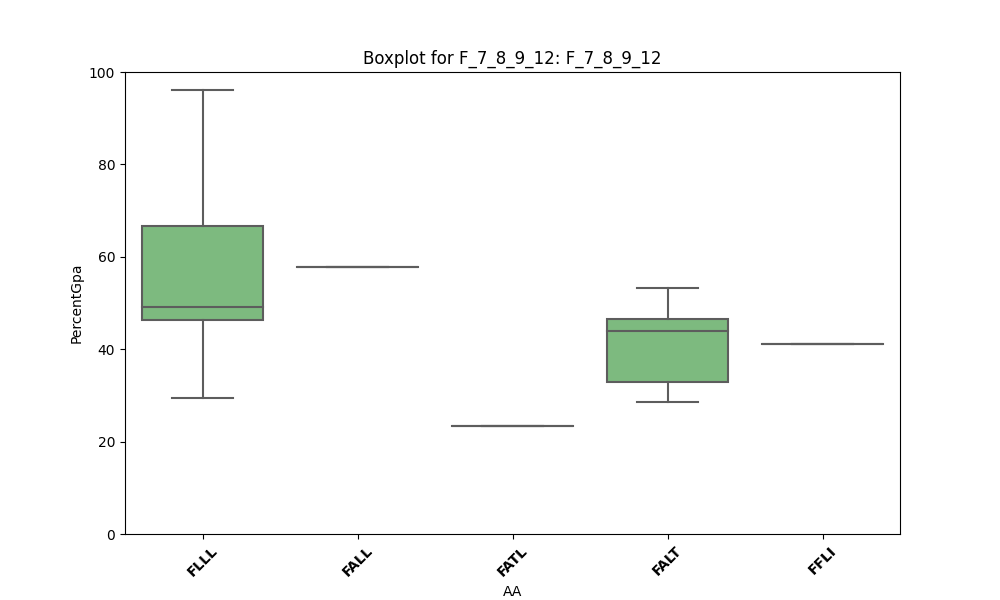 Boxplot for F_7_8_9_12: F_7_8_9_12
100
80
60
40
20
0
PercentGpa
FLLL
FALL
FATL
FALT
FFLI
AA